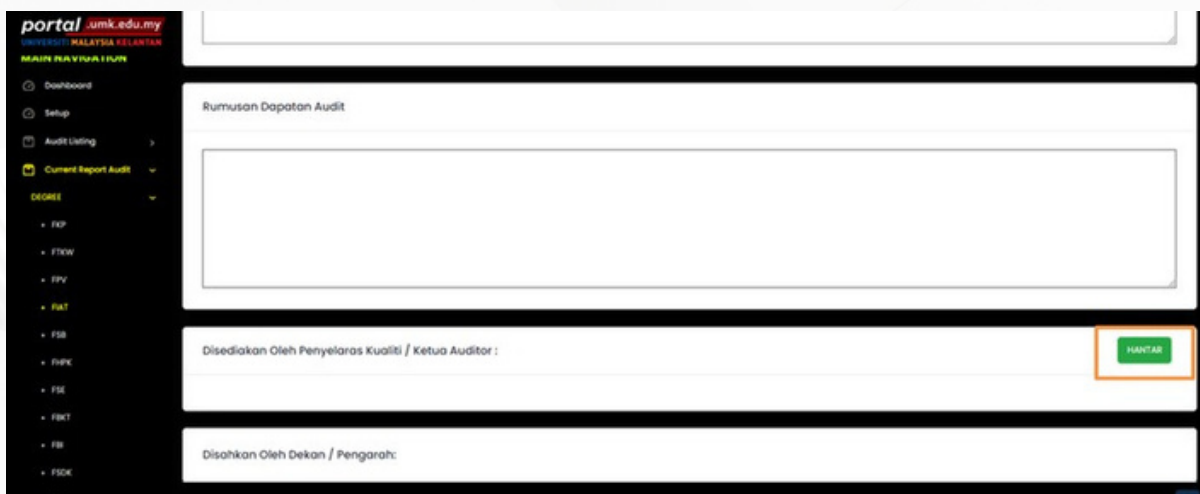 portal .umk.edu.my
UNIVERSITI MALAYSIA KELANTAN
MAIN NAVIGATION
Dashboard
Setup
Audit Listing
Current Report Audit
DEGREE
FKP
FTKW
FPV
FIAT
FSB
FHPK
FSE
FBKT
FBI
FSDK
Rumusan Dapatan Audit
Disediakan Oleh Penyelaras Kualiti / Ketua Auditor :
HANTAR
Disahkan Oleh Dekan / Pengarah: